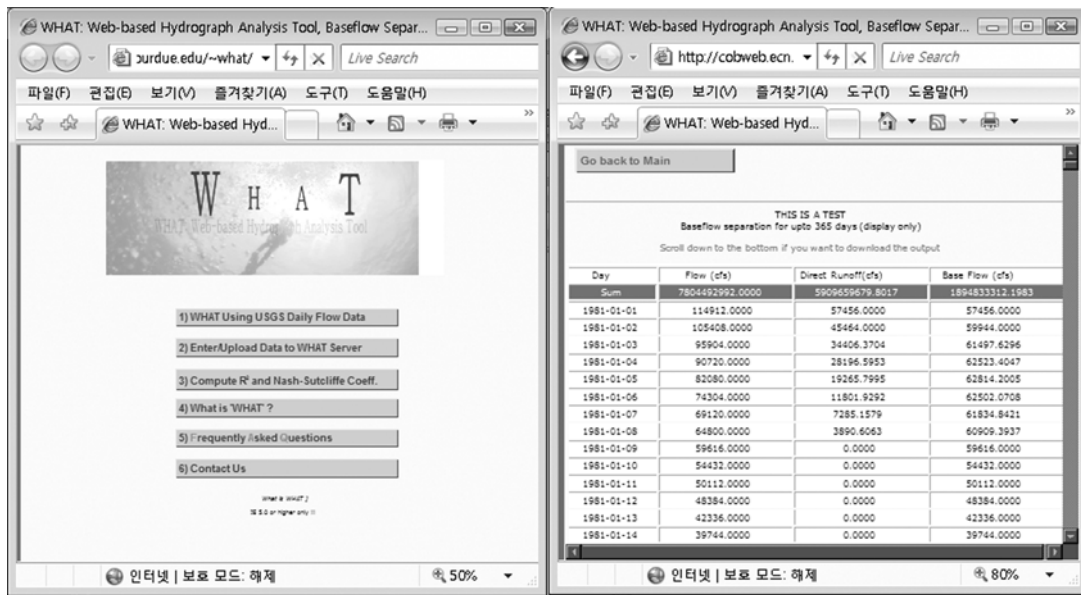 WHAT: Web-based Hydrograph Analysis Tool, Baseflow Separ...
urdue.edu/~what/
Live Search
파일(F) 편집(E) 보기(V) 즐겨찾기(A) 도구(T) 도움말(H)
WHAT: Web-based Hyd...
W H A T
WHAT: Web-based Hydrograph Analysis Tool
1) WHAT Using USGS Daily Flow Data
2) Enter/Upload Data to WHAT Server
3) Compute R² and Nash-Sutcliffe Coeff.
4) What is 'WHAT' ?
5) Frequently Asked Questions
6) Contact Us
What is WHAT ?
IE 5.0 or higher only !!
인터넷 | 보호 모드: 해제
50%
WHAT: Web-based Hydrograph Analysis Tool, Baseflow Separ...
http://cobweb.ecn.
Live Search
파일(F) 편집(E) 보기(V) 즐겨찾기(A) 도구(T) 도움말(H)
WHAT: Web-based Hyd...
Go back to Main
THIS IS A TEST
Baseflow separation for upto 365 days (display only)
Scroll down to the bottom if you want to download the output
Day Flow (cfs) Direct Runoff(cfs) Base Flow (cfs)
Sum 7804492992.0000 5909659679.8017 1894833312.1983
1981-01-01 114912.0000 57456.0000 57456.0000
1981-01-02 105408.0000 45464.0000 59944.0000
1981-01-03 95904.0000 34406.3704 61497.6296
1981-01-04 90720.0000 28196.5953 62523.4047
1981-01-05 82080.0000 19265.7995 62814.2005
1981-01-06 74304.0000 11801.9292 62502.0708
1981-01-07 69120.0000 7285.1579 61834.8421
1981-01-08 64800.0000 3890.6063 60909.3937
1981-01-09 59616.0000 0.0000 59616.0000
1981-01-10 54432.0000 0.0000 54432.0000
1981-01-11 50112.0000 0.0000 50112.0000
1981-01-12 48384.0000 0.0000 48384.0000
1981-01-13 42336.0000 0.0000 42336.0000
1981-01-14 39744.0000 0.0000 39744.0000
인터넷 | 보호 모드: 해제
80%